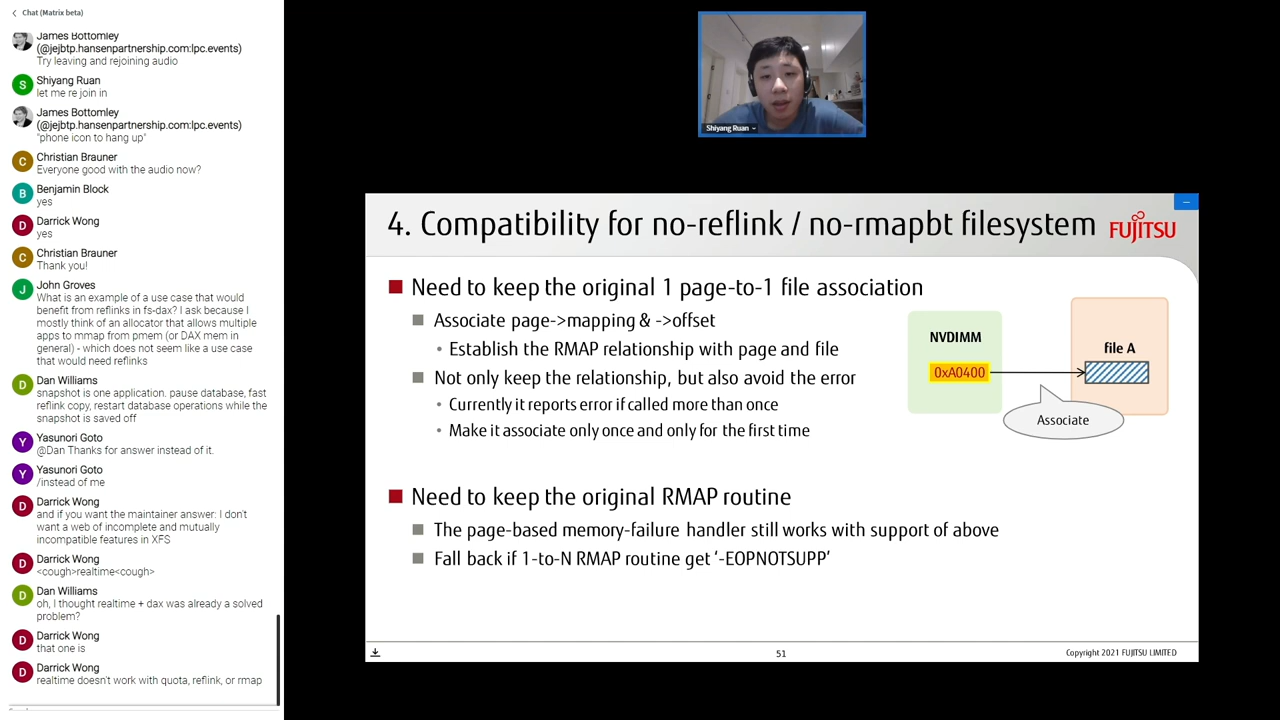 Chat (Matrix beta)
James Bottomley
(@jejbtp.hansenpartnership.com:lpc.events)
Try leaving and rejoining audio
S
Shiyang Ruan
let me re join in
James Bottomley
(@jejbtp.hansenpartnership.com:lpc.events)
"phone icon to hang up"
C
Christian Brauner
Everyone good with the audio now?
B
Benjamin Block
yes
D
Darrick Wong
yes
C
Christian Brauner
Thank you!
J
John Groves
What is an example of a use case that would
benefit from reflinks in fs-dax? I ask because I
mostly think of an allocator that allows multiple
apps to mmap from pmem (or DAX mem in
general) - which does not seem like a use case
that would need reflinks
D
Dan Williams
snapshot is one application. pause database, fast
reflink copy, restart database operations while the
snapshot is saved off
Y
Yasunori Goto
@Dan Thanks for answer instead of it.
Y
Yasunori Goto
/instead of me
D
Darrick Wong
and if you want the maintainer answer: I don't
want a web of incomplete and mutually
incompatible features in XFS
D
Darrick Wong
<cough>realtime<cough>
D
Dan Williams
oh, I thought realtime + dax was already a solved
problem?
D
Darrick Wong
that one is
D
Darrick Wong
realtime doesn't work with quota, reflink, or rmap
Shiyang Ruan
4. Compatibility for no-reflink / no-rmapbt filesystem
FUJITSU
Need to keep the original 1 page-to-1 file association
Associate page->mapping & ->offset
• Establish the RMAP relationship with page and file
Not only keep the relationship, but also avoid the error
• Currently it reports error if called more than once
• Make it associate only once and only for the first time
NVDIMM
0xA0400
file A
Associate
Need to keep the original RMAP routine
The page-based memory-failure handler still works with support of above
Fall back if 1-to-N RMAP routine get ‘-EOPNOTSUPP’
51
Copyright 2021 FUJITSU LIMITED